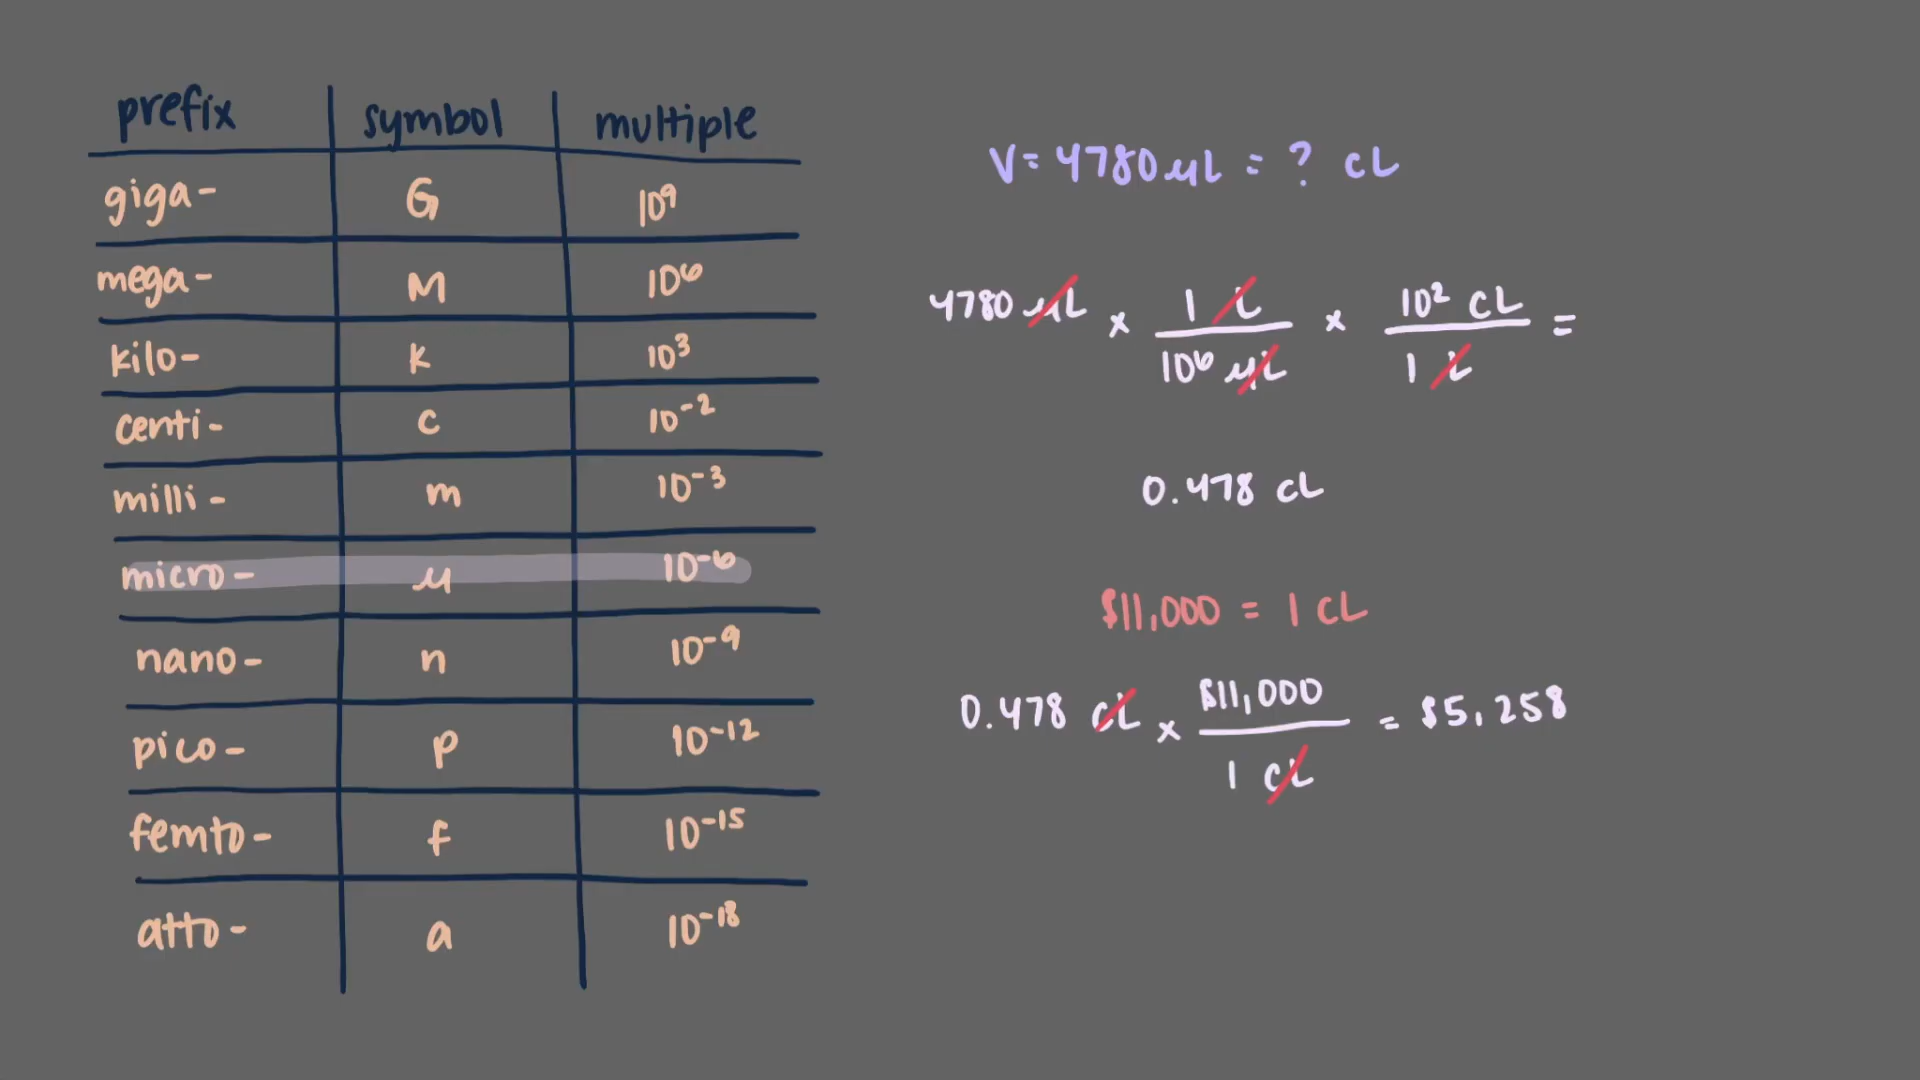 prefix symbol multiple
giga- G 10⁹
mega- M 10⁶
kilo- k 10³
centi- c 10⁻²
milli- m 10⁻³
micro- μ 10⁻⁶
nano- n 10⁻⁹
pico- p 10⁻¹²
femto- f 10⁻¹⁵
atto- a 10⁻¹⁸
V = 4780 μL = ? cL
4780 μL x 1 L / 10⁶ μL x 10² cL / 1 L =
0.478 cL
$11,000 = 1 cL
0.478 cL x $11,000 / 1 cL = $5,258